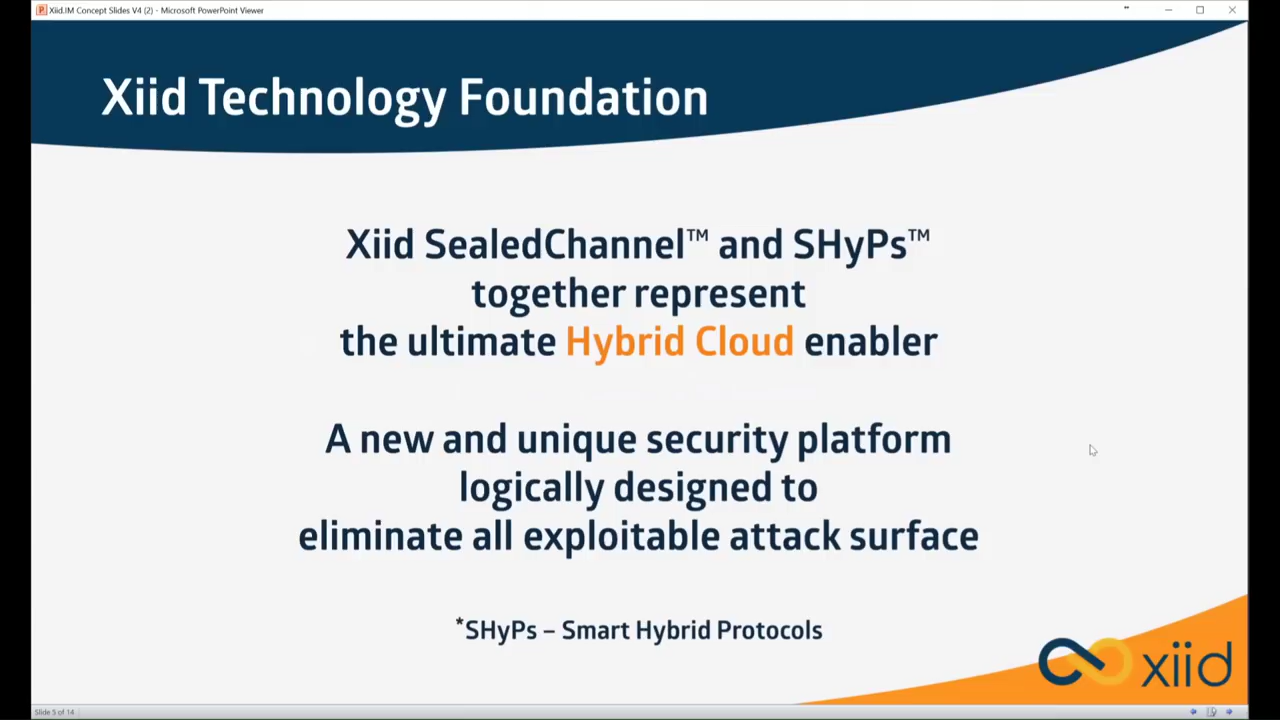 Xiid.IM Concept Slides V4 (2) - Microsoft PowerPoint Viewer
Xiid Technology Foundation
Xiid SealedChannel™ and SHyPs™
together represent
the ultimate Hybrid Cloud enabler
A new and unique security platform
logically designed to
eliminate all exploitable attack surface
*SHyPs – Smart Hybrid Protocols
xiid
Slide 5 of 14